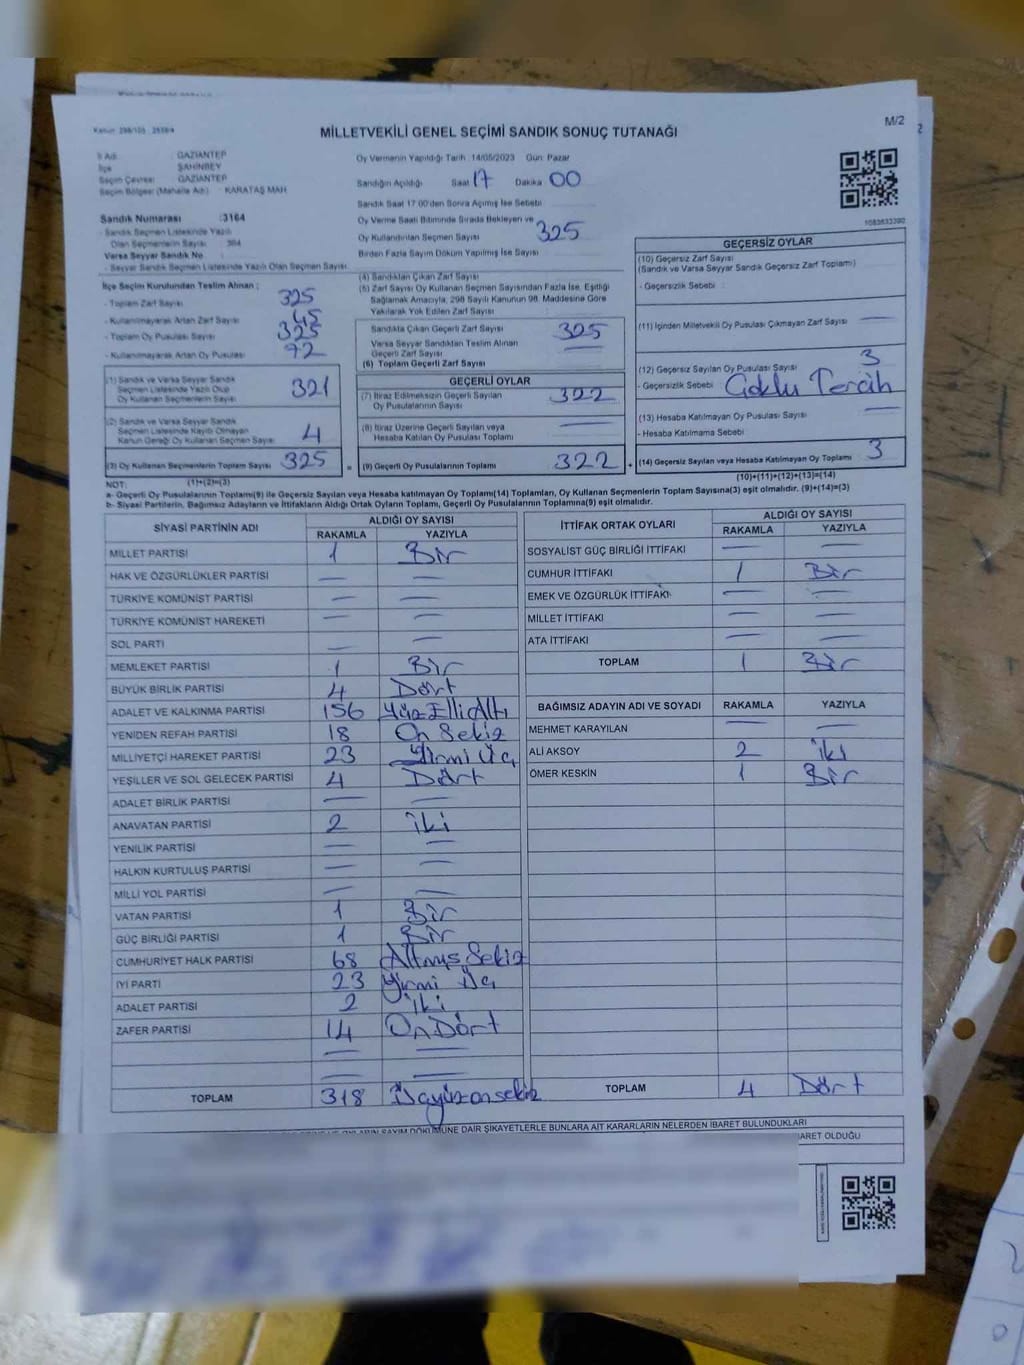 M/2
MİLLETVEKİLİ GENEL SEÇİMİ SANDIK SONUÇ TUTANAĞI
İl Adı : GAZİANTEP
İlçe : ŞAHİNBEY
Seçim Çevresi : GAZİANTEP
Seçim Bölgesi (Mahalle Adı) : KARATAŞ MAH
Sandık Numarası :3164
- Sandık Seçmen Listesinde Yazılı
Olan Seçmenlerin Sayısı
Varsa Seyyar Sandık No
- Seyyar Sandık Seçmen Listesinde Yazılı Olan Seçmen Sayısı
Oy Vermenin Yapıldığı Tarih 14/05/2023 Gün: Pazar
Sandığın Açıldığı Saat 17 Dakika 00
Sandık Saat 17.00'den Sonra Açımış İse Sebebi
Oy Verme Saati Bitiminde Sırada Bekleyen ve
Oy Kullandırılan Seçmen Sayısı 325
Birden Fazla Sayım Döküm Yapılmış İse Sayısı
İlçe Seçim Kurulundan Teslim Alınan ;
- Toplam Zarf Sayısı 325
- Kullanılmayarak Artan Zarf Sayısı 45
- Toplam Oy Pusulası Sayısı 325
- Kullanılmayarak Artan Oy Pusulası 72
(1) Sandık ve Varsa Seyyar Sandık
Seçmen Listesinde Yazılı Olup
Oy Kullanan Seçmenlerin Sayısı 321
(2) Sandık ve Varsa Seyyar Sandık
Seçmen Listesinde Kayıtlı Olmayan
Kanun Gereği Oy Kullanan Seçmen Sayısı 4
(3) Oy Kullanan Seçmenlerin Toplam Sayısı 325
(1)+(2)=(3)
(4) Sandıktan Çıkan Zarf Sayısı
(5) Zarf Sayısı Oy Kullanan Seçmen Sayısından Fazla İse, Eşitliği
Sağlamak Amacıyla, 298 Sayılı Kanunun 98. Maddesine Göre
Yakılarak Yok Edilen Zarf Sayısı
Sandıkta Çıkan Geçerli Zarf Sayısı 325
Varsa Seyyar Sandıktan Teslim Alınan
Geçerli Zarf Sayısı —
(6) Toplam Geçerli Zarf Sayısı
GEÇERLİ OYLAR
(7) İtiraz Edilmeksizin Geçerli Sayılan
Oy Pusulalarının Sayısı 322
(8) İtiraz Üzerine Geçerli Sayılan veya
Hesaba Katılan Oy Pusulası Toplamı —
= (9) Geçerli Oy Pusulalarının Toplamı 322 +
1083633200
GEÇERSİZ OYLAR
(10) Geçersiz Zarf Sayısı
(Sandık ve Varsa Seyyar Sandık Geçersiz Zarf Toplamı)
- Geçersizlik Sebebi :
(11) İçinden Milletvekili Oy Pusulası Çıkmayan Zarf Sayısı —
(12) Geçersiz Sayılan Oy Pusulası Sayısı 3
- Geçersizlik Sebebi Çoklu Tercih
(13) Hesaba Katılmayan Oy Pusulası Sayısı —
- Hesaba Katılmama Sebebi
(14) Geçersiz Sayılan veya Hesaba Katılmayan Oy Toplamı 3
(10)+(11)+(12)+(13)=(14)
NOT:
a- Geçerli Oy Pusulalarının Toplamı(9) ile Geçersiz Sayılan veya Hesaba katılmayan Oy Toplamı(14) Toplamları, Oy Kullanan Seçmenlerin Toplam Sayısına(3) eşit olmalıdır. (9)+(14)=(3)
b- Siyasi Partilerin, Bağımsız Adayların ve İttifakların Aldığı Ortak Oyların Toplamı, Geçerli Oy Pusulalarının Toplamına(9) eşit olmalıdır.
SİYASİ PARTİNİN ADI ALDIĞI OY SAYISI
RAKAMLA YAZIYLA
MİLLET PARTİSİ 1 Bir
HAK VE ÖZGÜRLÜKLER PARTİSİ — —
TÜRKİYE KOMÜNİST PARTİSİ — —
TÜRKİYE KOMÜNİST HAREKETİ — —
SOL PARTİ — —
MEMLEKET PARTİSİ 1 Bir
BÜYÜK BİRLİK PARTİSİ 4 Dört
ADALET VE KALKINMA PARTİSİ 156 Yüz Elli Altı
YENİDEN REFAH PARTİSİ 18 On Sekiz
MİLLİYETÇİ HAREKET PARTİSİ 23 Yirmi Üç
YEŞİLLER VE SOL GELECEK PARTİSİ 4 Dört
ADALET BİRLİK PARTİSİ — —
ANAVATAN PARTİSİ 2 iki
YENİLİK PARTİSİ — —
HALKIN KURTULUŞ PARTİSİ — —
MİLLİ YOL PARTİSİ — —
VATAN PARTİSİ 1 Bir
GÜÇ BİRLİĞİ PARTİSİ 1 Bir
CUMHURİYET HALK PARTİSİ 68 Altmış Sekiz
İYİ PARTİ 23 Yirmi Üç
ADALET PARTİSİ 2 iki
ZAFER PARTİSİ 14 On Dört
— —
— —
TOPLAM 318 Üçyüzonsekiz
İTTİFAK ORTAK OYLARI ALDIĞI OY SAYISI
RAKAMLA YAZIYLA
SOSYALİST GÜÇ BİRLİĞİ İTTİFAKI — —
CUMHUR İTTİFAKI 1 Bir
EMEK VE ÖZGÜRLÜK İTTİFAKI — —
MİLLET İTTİFAKI — —
ATA İTTİFAKI — —
TOPLAM 1 Bir
BAĞIMSIZ ADAYIN ADI VE SOYADI RAKAMLA YAZIYLA
MEHMET KARAYILAN — —
ALİ AKSOY 2 iki
ÖMER KESKİN 1 Bir
TOPLAM 4 Dört
DÖKÜMÜNE DAİR ŞİKAYETLERLE BUNLARA AİT KARARLARIN NELERDEN İBARET BULUNDUKLARI
OLDUĞU